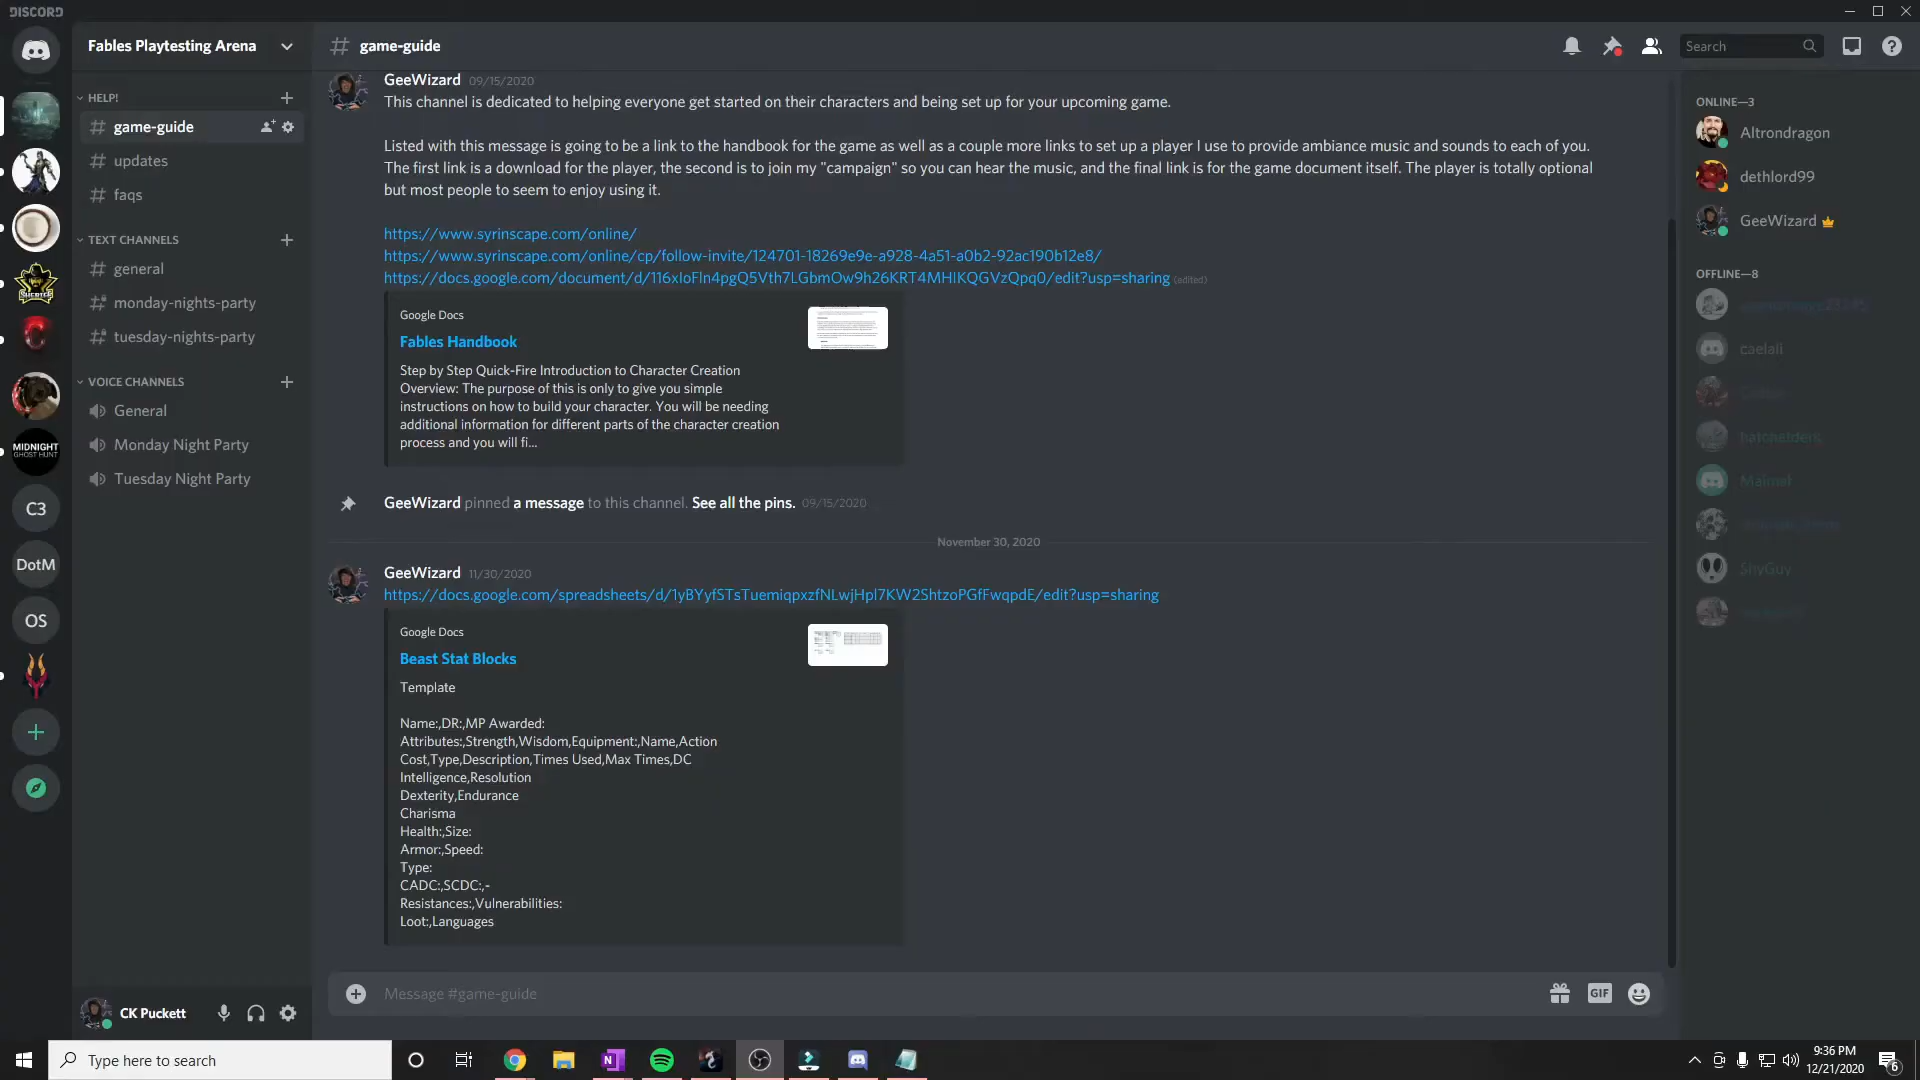 DISCORD
Fables Playtesting Arena
HELP!
game-guide
updates
faqs
TEXT CHANNELS
general
monday-nights-party
tuesday-nights-party
VOICE CHANNELS
General
Monday Night Party
Tuesday Night Party
MIDNIGHT
GHOST HUNT
C3
DotM
OS
CK Puckett
game-guide
Search
GeeWizard 09/15/2020
This channel is dedicated to helping everyone get started on their characters and being set up for your upcoming game.
Listed with this message is going to be a link to the handbook for the game as well as a couple more links to set up a player I use to provide ambiance music and sounds to each of you.
The first link is a download for the player, the second is to join my "campaign" so you can hear the music, and the final link is for the game document itself. The player is totally optional
but most people to seem to enjoy using it.
https://www.syrinscape.com/online/
https://www.syrinscape.com/online/cp/follow-invite/124701-18269e9e-a928-4a51-a0b2-92ac190b12e8/
https://docs.google.com/document/d/116xIoFln4pgQ5Vth7LGbmOw9h26KRT4MHIKQGVzQpq0/edit?usp=sharing (edited)
Google Docs
Fables Handbook
Step by Step Quick-Fire Introduction to Character Creation
Overview: The purpose of this is only to give you simple
instructions on how to build your character. You will be needing
additional information for different parts of the character creation
process and you will fi...
GeeWizard pinned a message to this channel. See all the pins. 09/15/2020
November 30, 2020
GeeWizard 11/30/2020
https://docs.google.com/spreadsheets/d/1yBYyfSTsTuemiqpxzfNLwjHpl7KW2ShtzoPGfFwqpdE/edit?usp=sharing
Google Docs
Beast Stat Blocks
Template
Name:,DR:,MP Awarded:
Attributes:,Strength,Wisdom,Equipment:,Name,Action
Cost,Type,Description,Times Used,Max Times,DC
Intelligence,Resolution
Dexterity,Endurance
Charisma
Health:,Size:
Armor:,Speed:
Type:
CADC:,SCDC:,-
Resistances:,Vulnerabilities:
Loot:,Languages
Message #game-guide
GIF
ONLINE—3
Altrondragon
dethlord99
GeeWizard
OFFLINE—8
caelall
ShyGuy
Type here to search
9:36 PM
12/21/2020
6